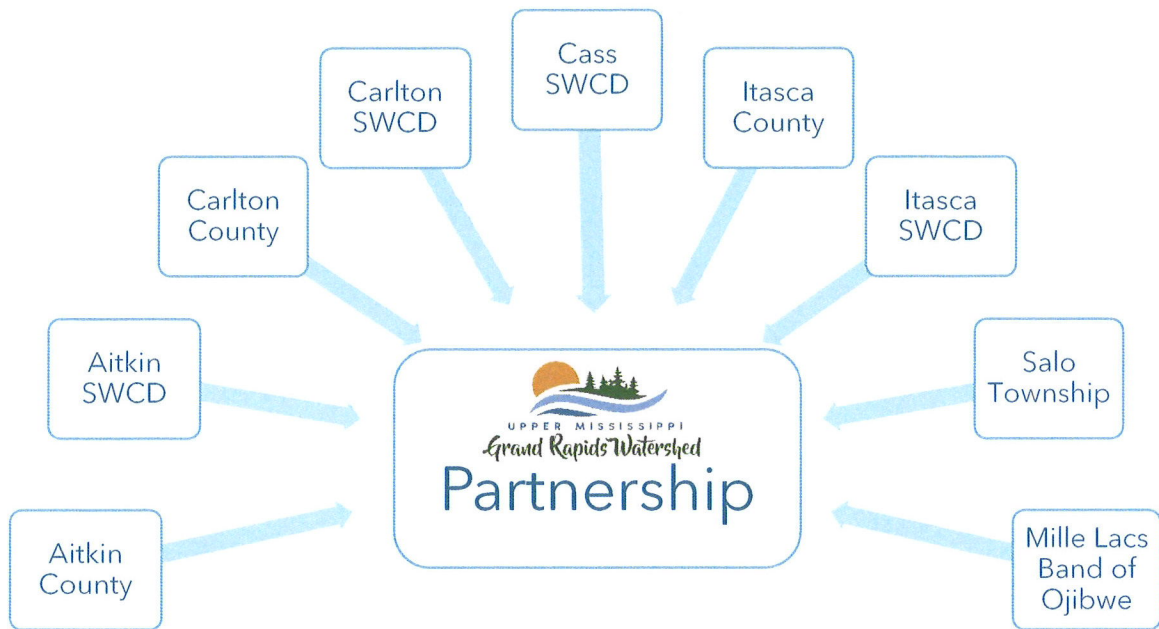 Cass
SWCD
Carlton
SWCD
Itasca
County
Carlton
County
Itasca
SWCD
Aitkin
SWCD
Salo
Township
UPPER MISSISSIPPI
Grand Rapids Watershed
Partnership
Aitkin
County
Mille Lacs
Band of
Ojibwe